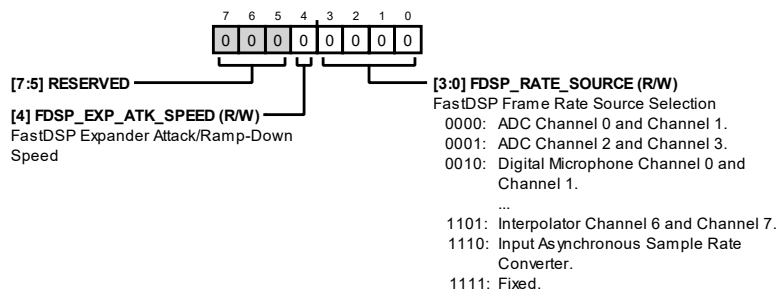 7 6 5 4 3 2 1 0
0 0 0 0 0 0 0 0
[7:5] RESERVED
[4] FDSP_EXP_ATK_SPEED (R/W)
FastDSP Expander Attack/Ramp-Down
Speed
[3:0] FDSP_RATE_SOURCE (R/W)
FastDSP Frame Rate Source Selection
0000: ADC Channel 0 and Channel 1.
0001: ADC Channel 2 and Channel 3.
0010: Digital Microphone Channel 0 and
Channel 1.
...
1101: Interpolator Channel 6 and Channel 7.
1110: Input Asynchronous Sample Rate
Converter.
1111: Fixed.